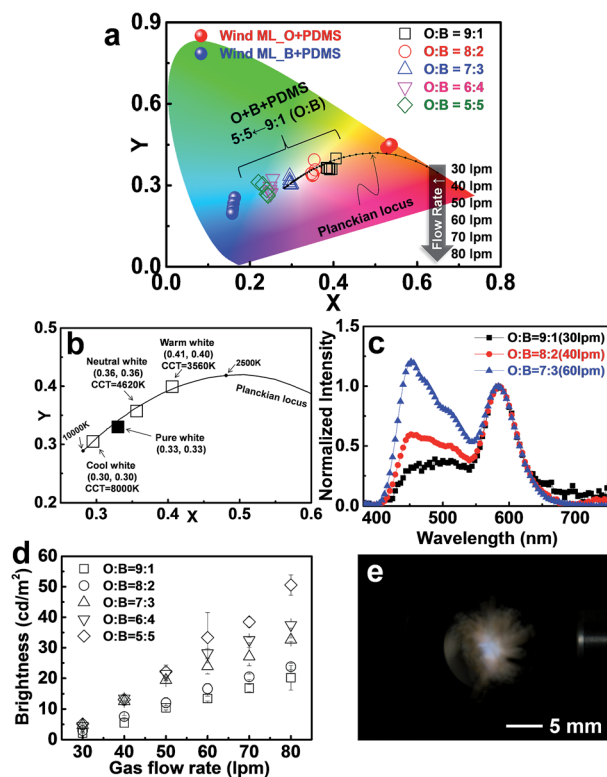 a
Wind ML_O+PDMS
Wind ML_B+PDMS
O:B = 9:1
O:B = 8:2
O:B = 7:3
O:B = 6:4
O:B = 5:5
O+B+PDMS
5:5←9:1 (O:B)
Planckian locus
Flow Rate ↑
30 lpm
40 lpm
50 lpm
60 lpm
70 lpm
80 lpm
Y
0.9
0.6
0.3
0.0
0.0 0.2 0.4 0.6 0.8
X
b
Neutral white
(0.36, 0.36)
CCT=4620K
Warm white
(0.41, 0.40)
CCT=3560K
2500K
Planckian locus
10000K
Pure white
(0.33, 0.33)
Cool white
(0.30, 0.30)
CCT=8000K
Y
0.5
0.4
0.3
0.2
0.3 0.4 0.5 0.6
X
c
O:B=9:1(30lpm)
O:B=8:2(40lpm)
O:B=7:3(60lpm)
Normalized Intensity
1.5
1.0
0.5
0.0
400 500 600 700
Wavelength (nm)
d
O:B=9:1
O:B=8:2
O:B=7:3
O:B=6:4
O:B=5:5
Brightness (cd/m²)
60
50
40
30
20
10
0
30 40 50 60 70 80
Gas flow rate (lpm)
e
5 mm